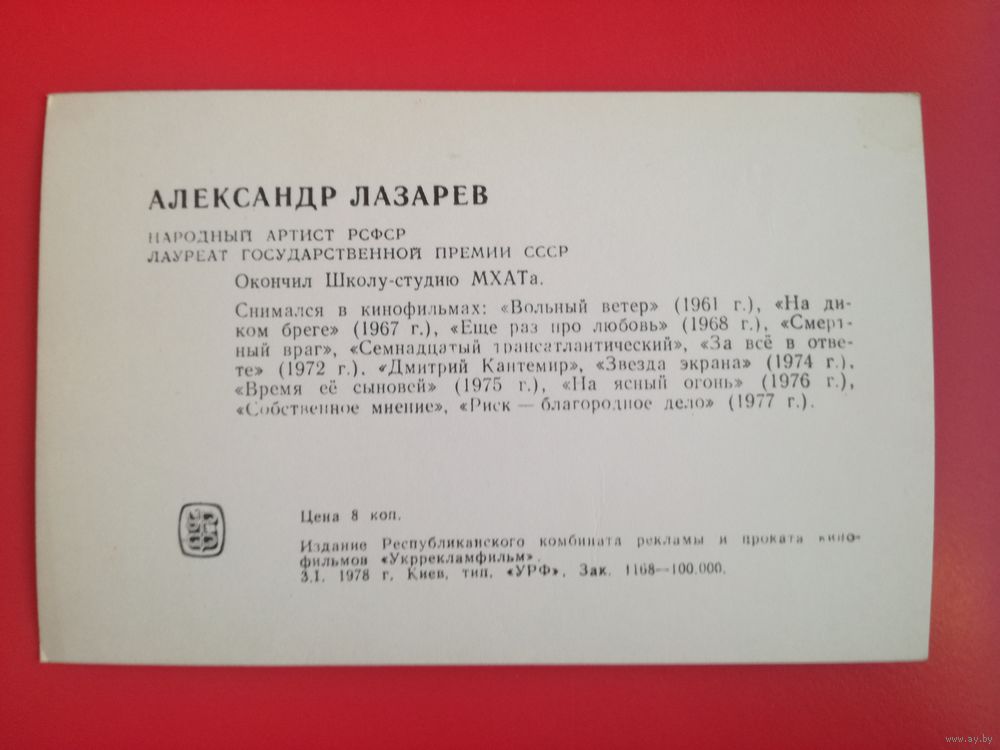 АЛЕКСАНДР ЛАЗАРЕВ
НАРОДНЫЙ АРТИСТ РСФСР
ЛАУРЕАТ ГОСУДАРСТВЕННОЙ ПРЕМИИ СССР
Окончил Школу-студию МХАТа.
Снимался в кинофильмах: «Вольный ветер» (1961 г.), «На ди-
ком бреге» (1967 г.), «Еще раз про любовь» (1968 г.), «Смерт-
ный враг», «Семнадцатый трансатлантический», «За всё в отве-
те» (1972 г.). «Дмитрий Кантемир», «Звезда экрана» (1974 г.),
«Время её сыновей» (1975 г.), «На ясный огонь» (1976 г.),
«Собственное мнение», «Риск — благородное дело» (1977 г.).
Цена 8 коп.
Издание Республиканского комбината рекламы и проката кино-
фильмов «Укррекламфильм».
3.I. 1978 г. Киев, тип. «УРФ». Зак. 1168—100.000.
www.ay.by